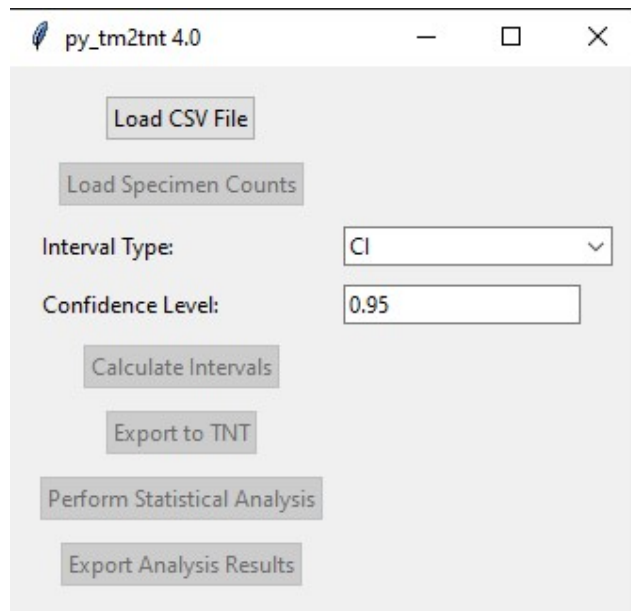 py_tm2tnt 4.0
Load CSV File
Load Specimen Counts
Interval Type: CI
Confidence Level: 0.95
Calculate Intervals
Export to TNT
Perform Statistical Analysis
Export Analysis Results